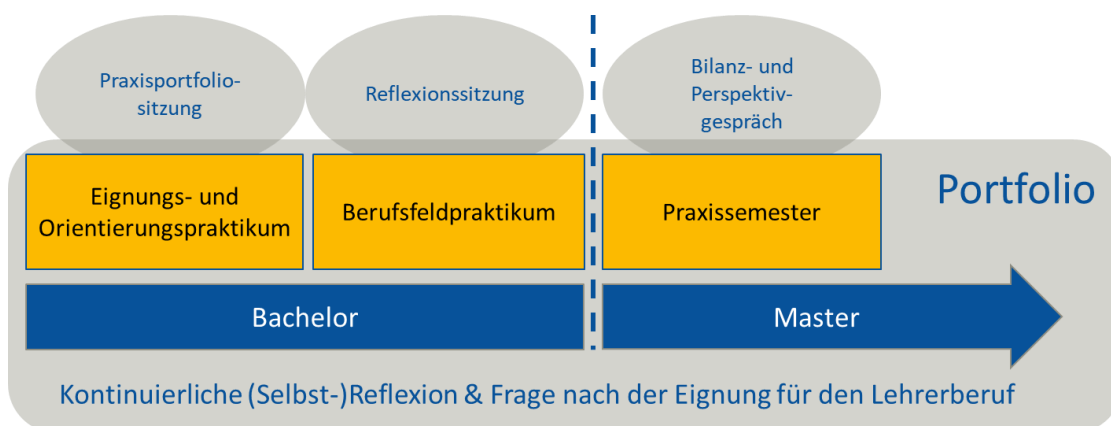 Praxisportfolio-
sitzung
Reflexionssitzung
Bilanz- und
Perspektiv-
gespräch
Eignungs- und
Orientierungspraktikum
Berufsfeldpraktikum
Praxissemester
Portfolio
Bachelor
Master
Kontinuierliche (Selbst-)Reflexion & Frage nach der Eignung für den Lehrerberuf